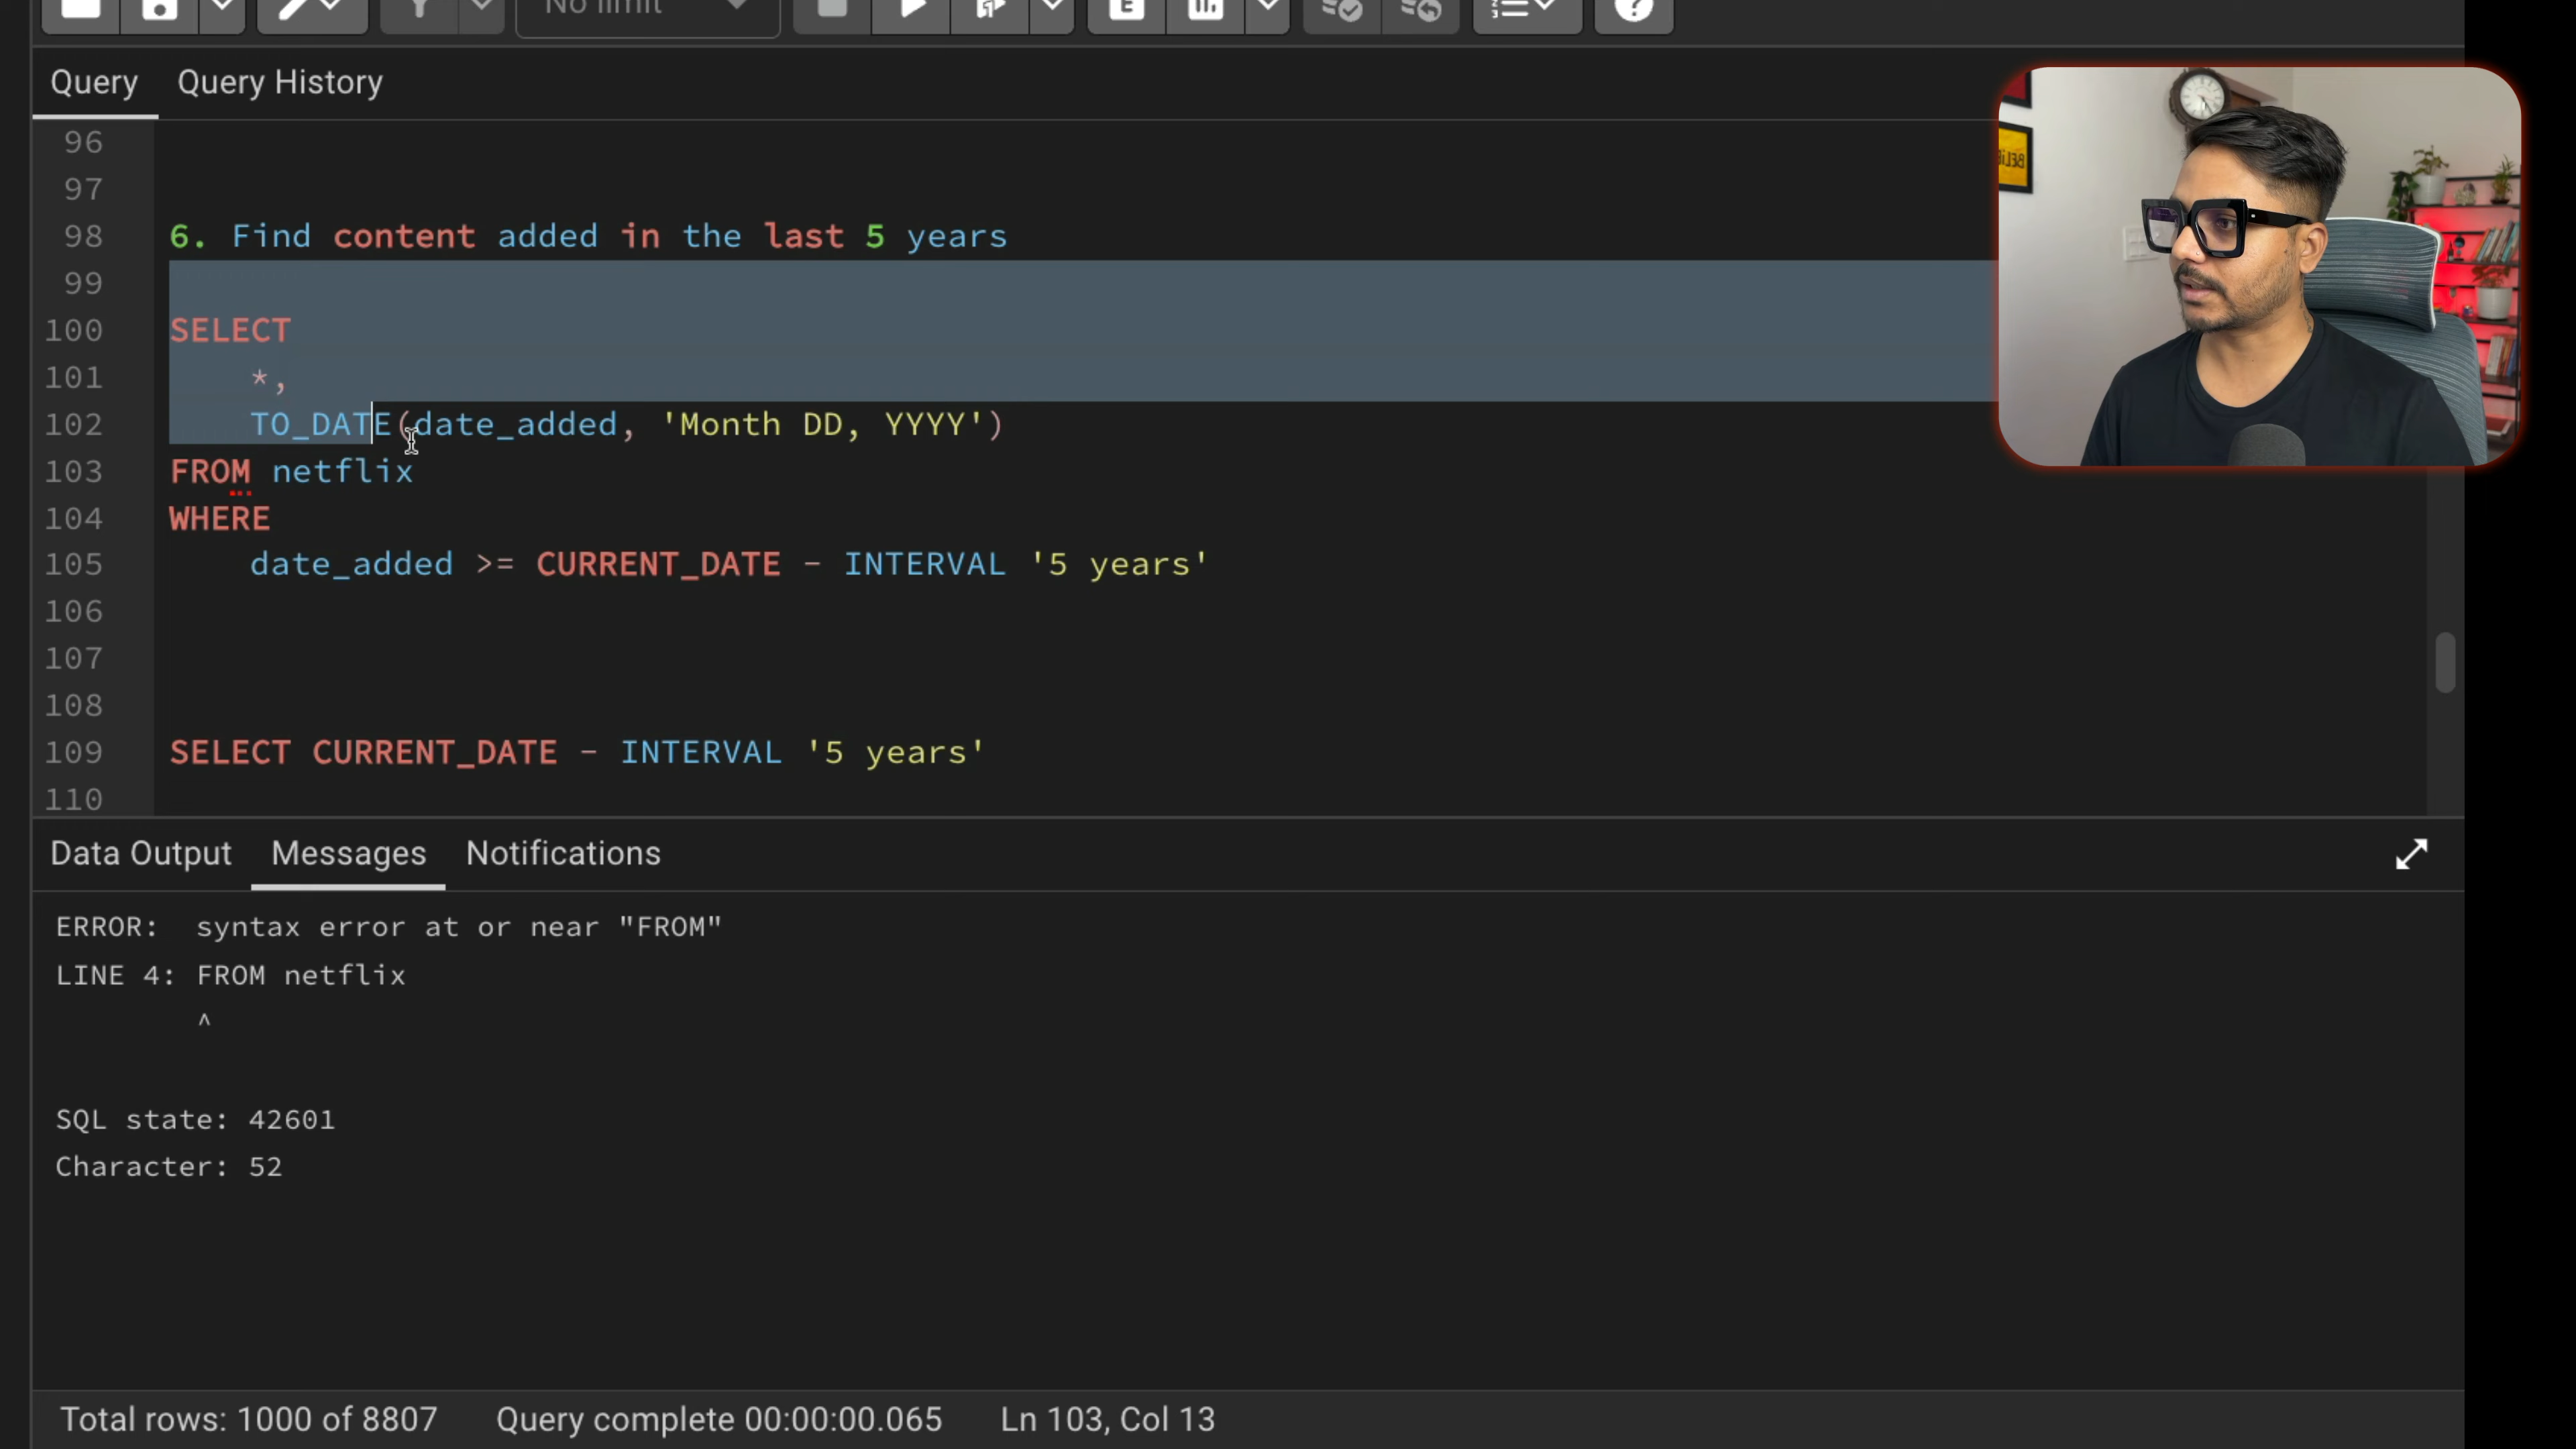 No limit
Query Query History
96
97
98 6. Find content added in the last 5 years
99
100 SELECT
101 *,
102 TO_DATE(date_added, 'Month DD, YYYY')
103 FROM netflix
104 WHERE
105 date_added >= CURRENT_DATE - INTERVAL '5 years'
106
107
108
109 SELECT CURRENT_DATE - INTERVAL '5 years'
110
Data Output Messages Notifications
ERROR: syntax error at or near "FROM"
LINE 4: FROM netflix
^
SQL state: 42601
Character: 52
Total rows: 1000 of 8807 Query complete 00:00:00.065 Ln 103, Col 13